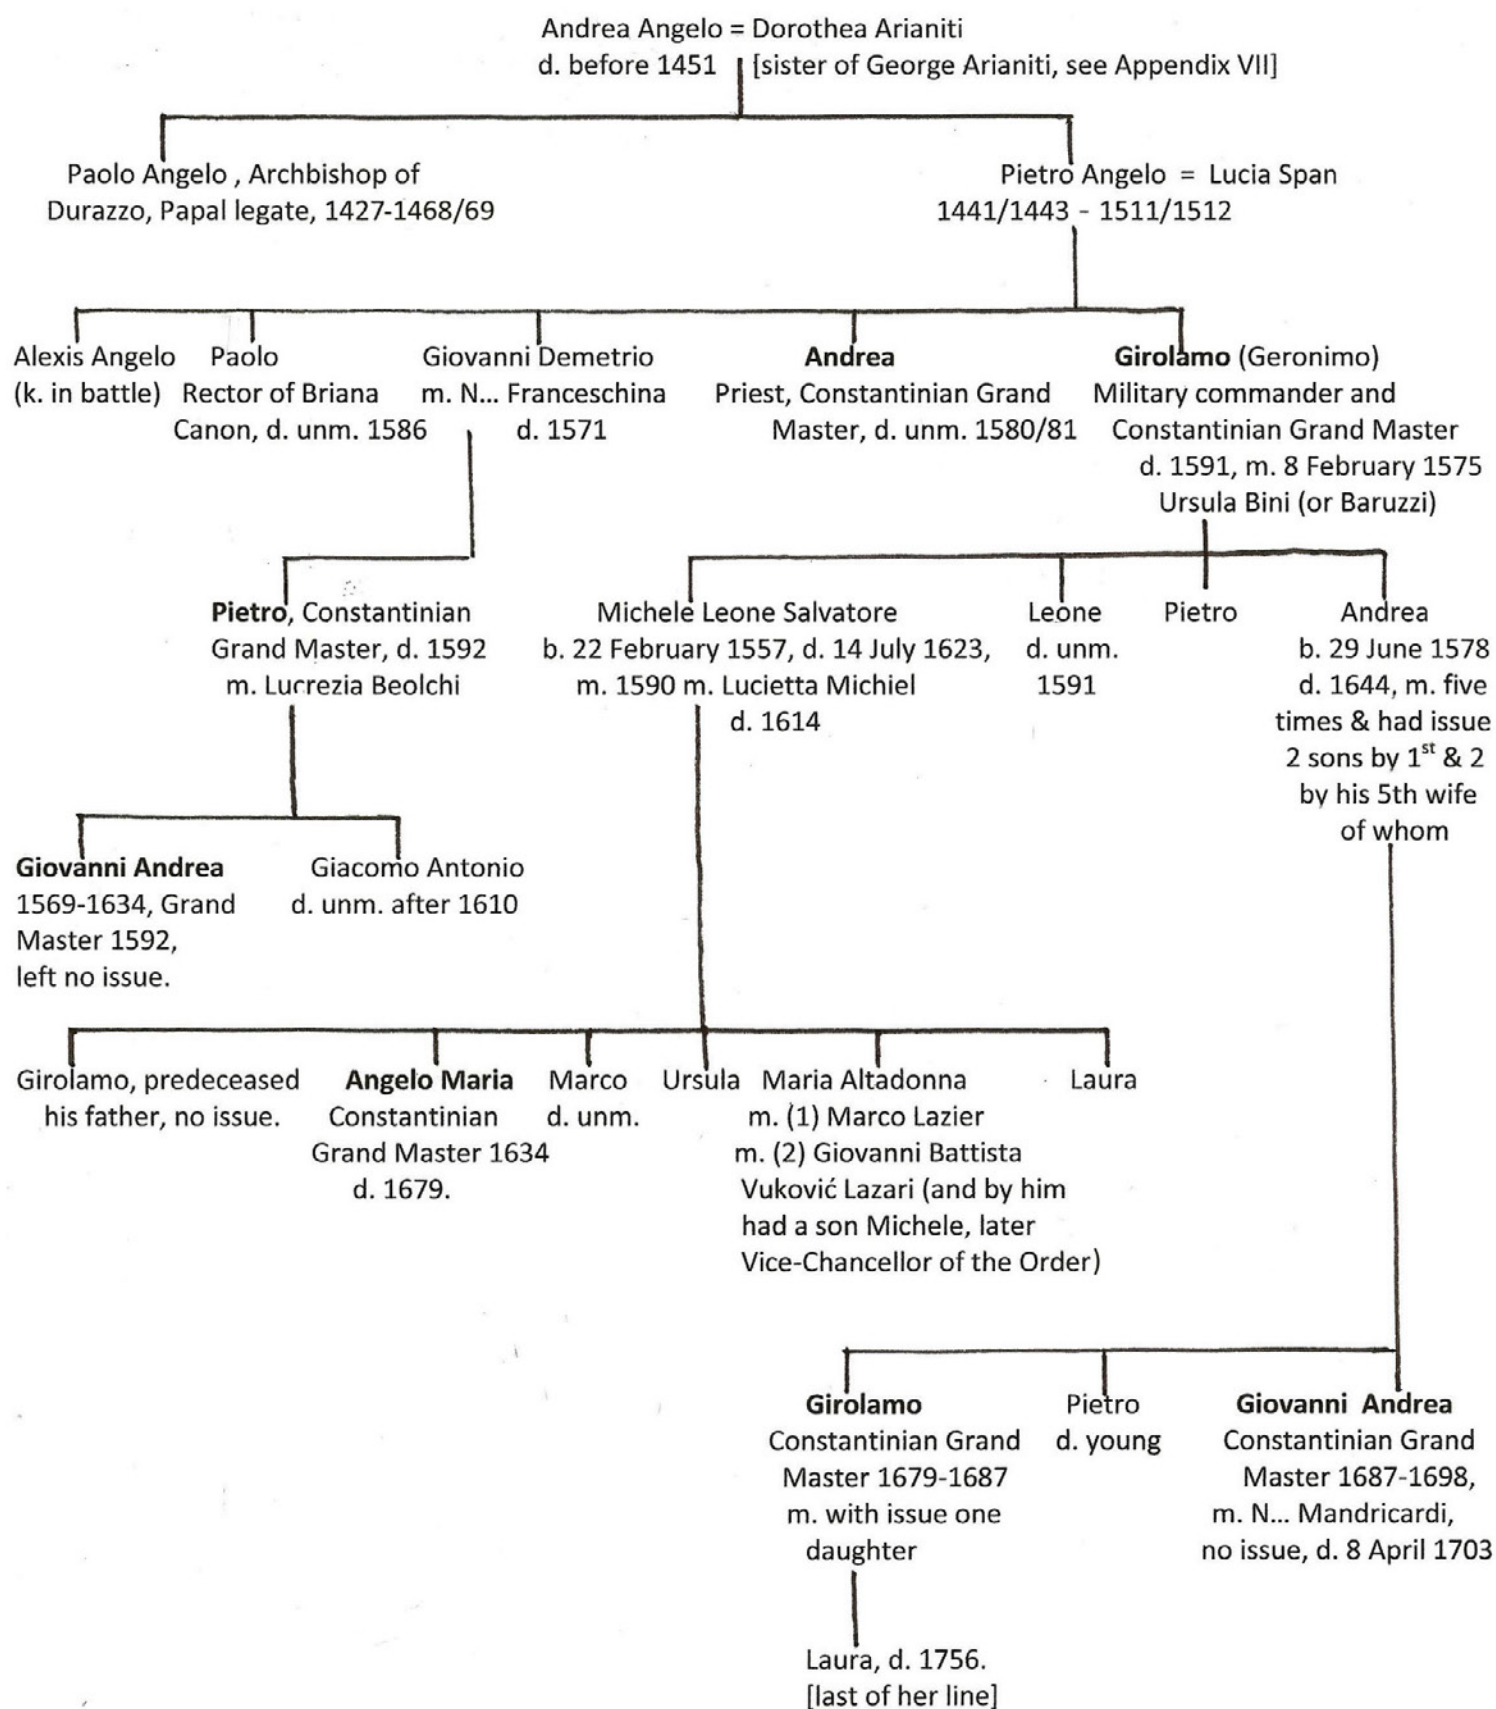 Andrea Angelo = Dorothea Arianiti
d. before 1451 [sister of George Arianiti, see Appendix VII]
Paolo Angelo , Archbishop of
Durazzo, Papal legate, 1427-1468/69
Pietro Angelo = Lucia Span
1441/1443 - 1511/1512
Alexis Angelo
(k. in battle)
Paolo
Rector of Briana
Canon, d. unm. 1586
Giovanni Demetrio
m. N... Franceschina
d. 1571
Andrea
Priest, Constantinian Grand
Master, d. unm. 1580/81
Girolamo (Geronimo)
Military commander and
Constantinian Grand Master
d. 1591, m. 8 February 1575
Ursula Bini (or Baruzzi)
Pietro, Constantinian
Grand Master, d. 1592
m. Lucrezia Beolchi
Michele Leone Salvatore
b. 22 February 1557, d. 14 July 1623,
m. 1590 m. Lucietta Michiel
d. 1614
Leone
d. unm.
1591
Pietro
Andrea
b. 29 June 1578
d. 1644, m. five
times & had issue
2 sons by 1st & 2
by his 5th wife
of whom
Giovanni Andrea
1569-1634, Grand
Master 1592,
left no issue.
Giacomo Antonio
d. unm. after 1610
Girolamo, predeceased
his father, no issue.
Angelo Maria
Constantinian
Grand Master 1634
d. 1679.
Marco
d. unm.
Ursula
Maria Altadonna
m. (1) Marco Lazier
m. (2) Giovanni Battista
Vuković Lazari (and by him
had a son Michele, later
Vice-Chancellor of the Order)
Laura
Girolamo
Constantinian Grand
Master 1679-1687
m. with issue one
daughter
Pietro
d. young
Giovanni Andrea
Constantinian Grand
Master 1687-1698,
m. N... Mandricardi,
no issue, d. 8 April 1703
Laura, d. 1756.
[last of her line]